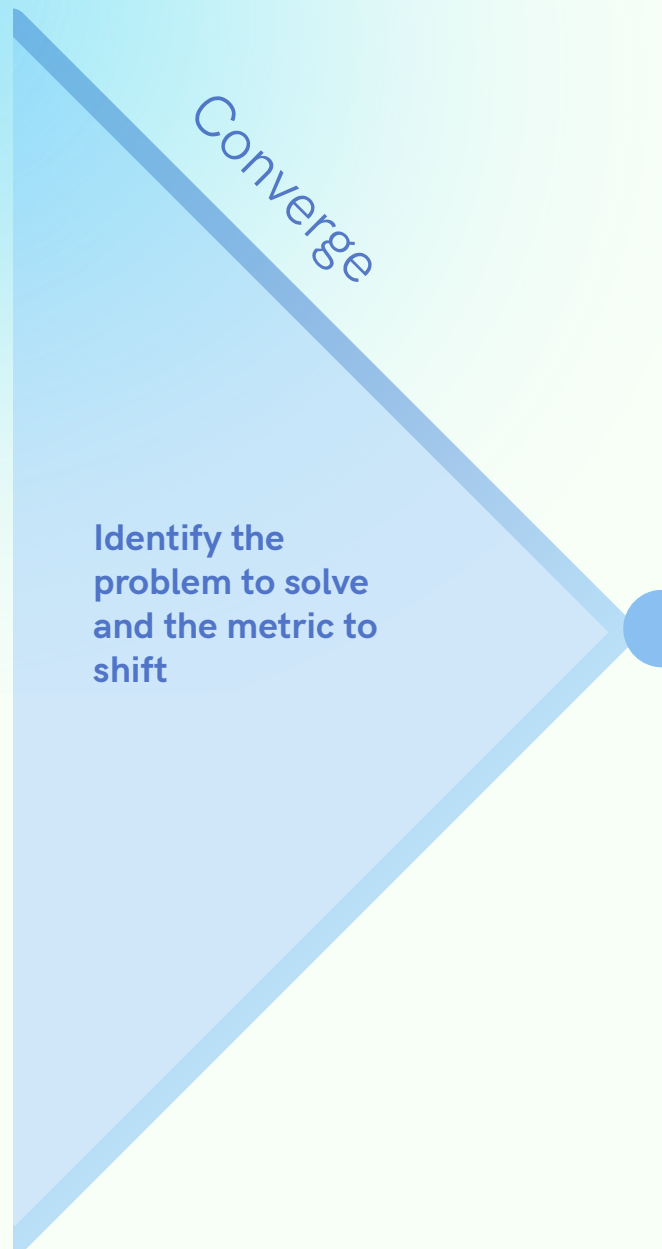 Converge
Identify the
problem to solve
and the metric to
shift